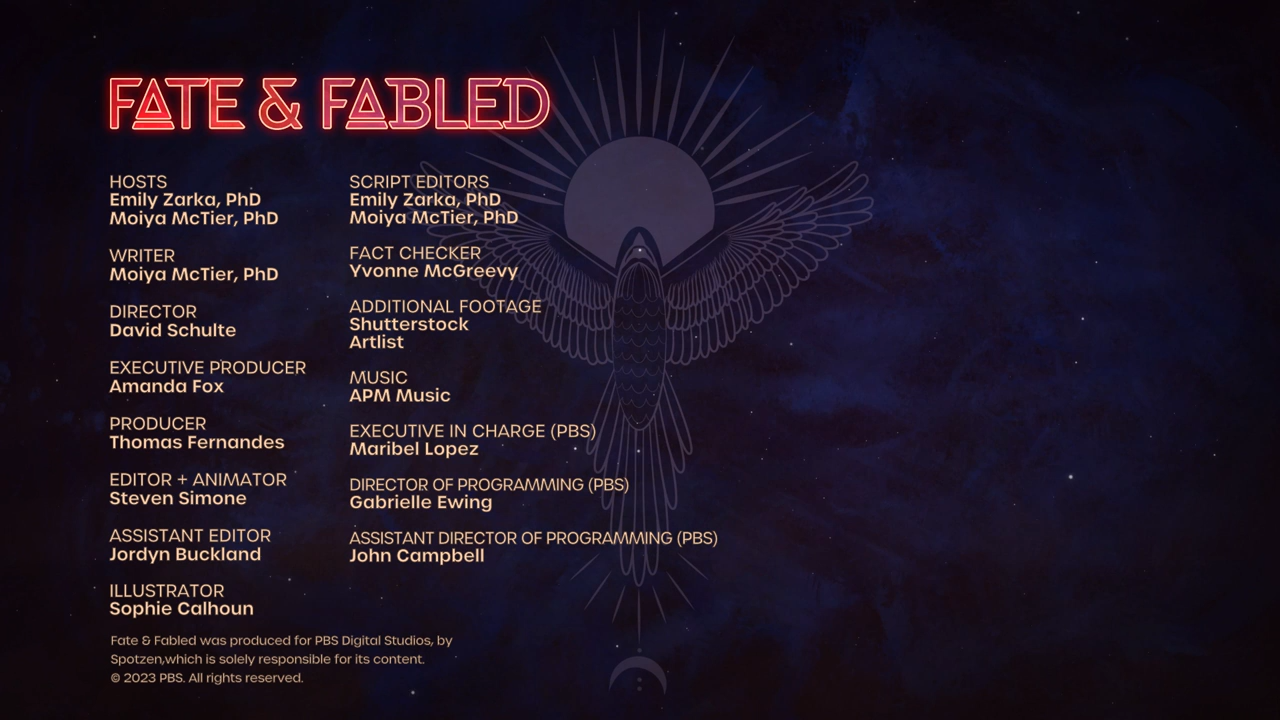 FATE & FABLED
HOSTS
Emily Zarka, PhD
Moiya McTier, PhD
WRITER
Moiya McTier, PhD
DIRECTOR
David Schulte
EXECUTIVE PRODUCER
Amanda Fox
PRODUCER
Thomas Fernandes
EDITOR + ANIMATOR
Steven Simone
ASSISTANT EDITOR
Jordyn Buckland
ILLUSTRATOR
Sophie Calhoun
SCRIPT EDITORS
Emily Zarka, PhD
Moiya McTier, PhD
FACT CHECKER
Yvonne McGreevy
ADDITIONAL FOOTAGE
Shutterstock
Artlist
MUSIC
APM Music
EXECUTIVE IN CHARGE (PBS)
Maribel Lopez
DIRECTOR OF PROGRAMMING (PBS)
Gabrielle Ewing
ASSISTANT DIRECTOR OF PROGRAMMING (PBS)
John Campbell
Fate & Fabled was produced for PBS Digital Studios, by
Spotzen,which is solely responsible for its content.
© 2023 PBS. All rights reserved.